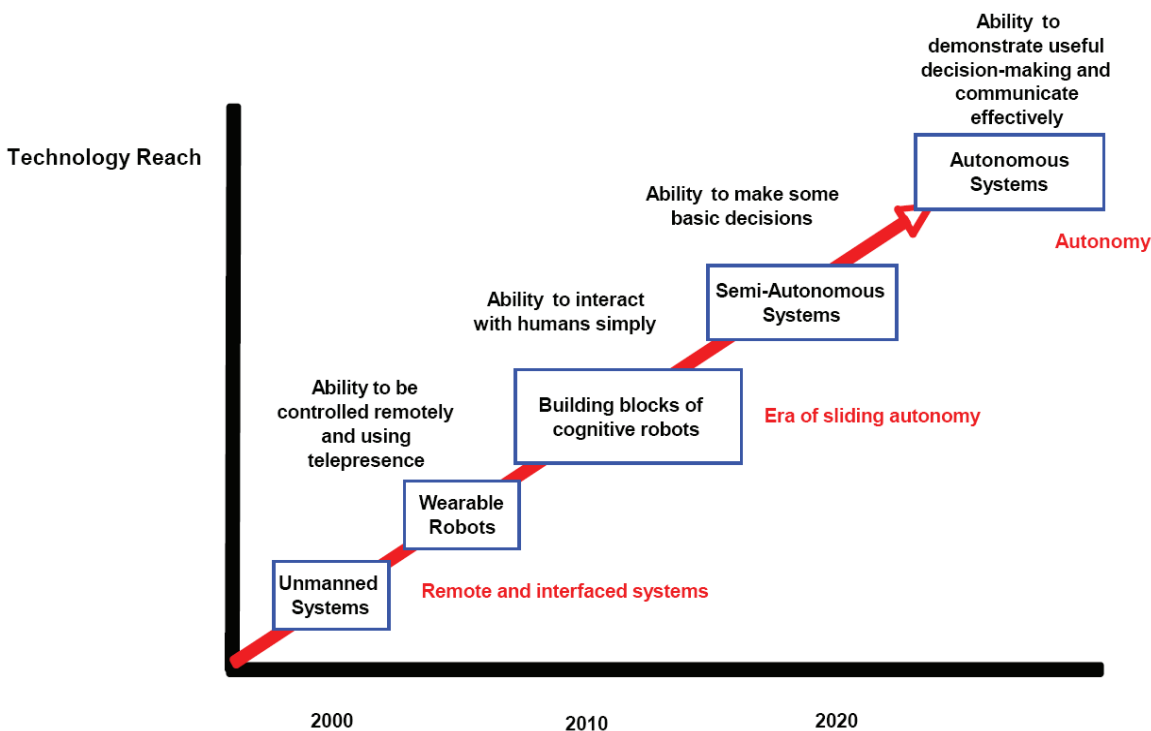 Ability to
demonstrate useful
decision-making and
communicate
effectively
Technology Reach
Autonomous
Systems
Ability to make some
basic decisions
Autonomy
Semi-Autonomous
Systems
Ability to interact
with humans simply
Building blocks of
cognitive robots
Era of sliding autonomy
Ability to be
controlled remotely
and using
telepresence
Wearable
Robots
Unmanned
Systems
Remote and interfaced systems
2000
2010
2020